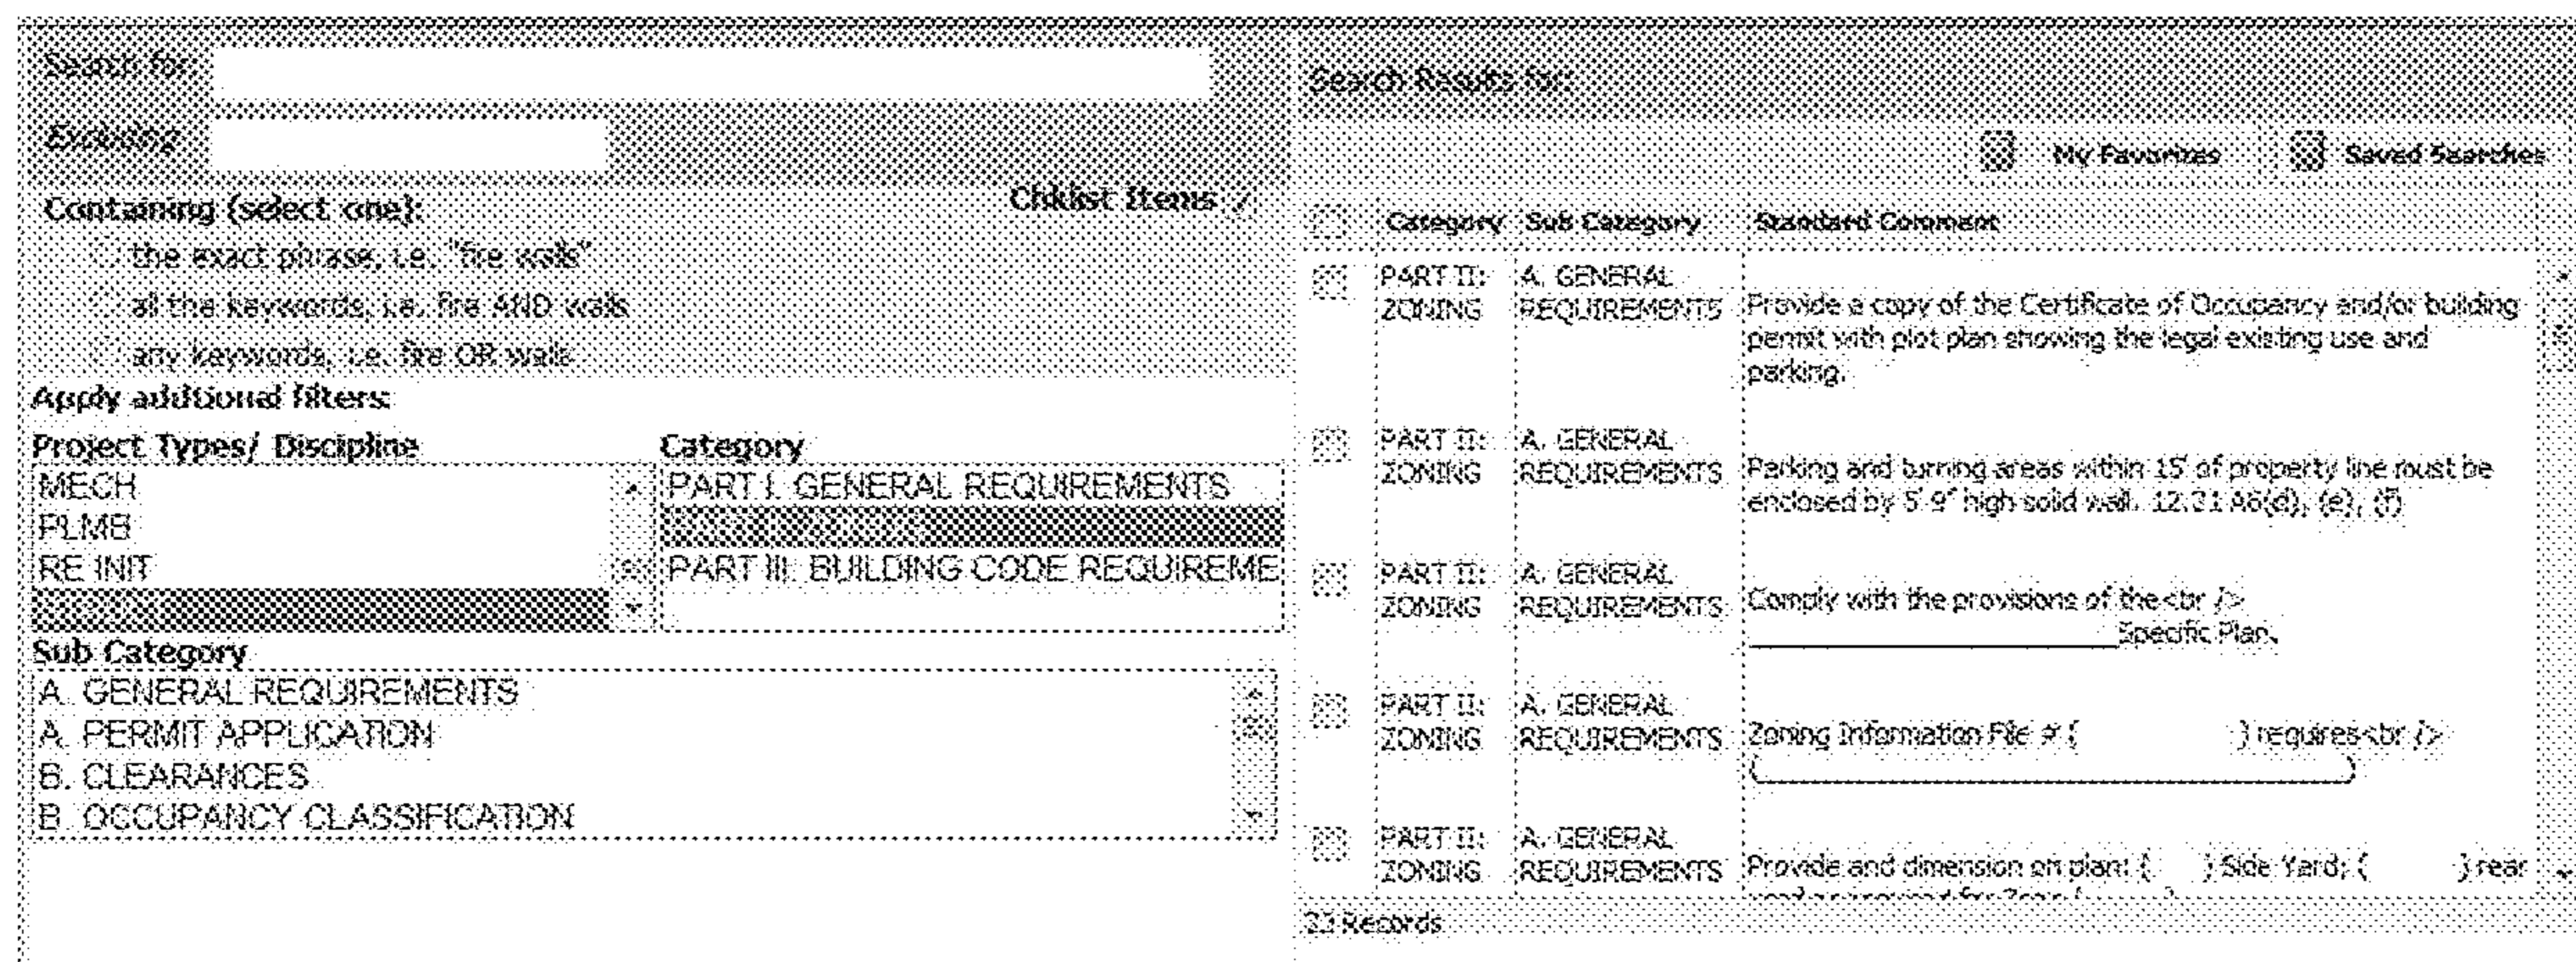 Search for:
Excluding
Chklist Items
Containing (select one):
the exact phrase, i.e. "fire walls"
all the keywords, i.e. fire AND walls
any keywords, i.e. fire OR walls
Apply addtional filters:
Project Types/ Discipline
MECH
PLMB
RE INIT
Category
PART I. GENERAL REQUIREMENTS
PART III: BUILDING CODE REQUIREME
Sub Category
A. GENERAL REQUIREMENTS
A. PERMIT APPLICATION
B. CLEARANCES
B. OCCUPANCY CLASSIFICATION
Search Results for:
My Favorites Saved Searches
Category Sub Category Standard Comment
PART II: A. GENERAL
ZONING REQUIREMENTS Provide a copy of the Certificate of Occupancy and/or building
permit with plot plan showing the legal existing use and
parking.
PART II: A. GENERAL
ZONING REQUIREMENTS Parking and turning areas within 15' of property line must be
enclosed by 5'9" high solid wall. 12.21 A6(d), (e), (f)
PART II: A. GENERAL
ZONING REQUIREMENTS Comply with the provisions of the<br />
Specific Plan.
PART II: A. GENERAL
ZONING REQUIREMENTS Zoning Information File # ( ) requires<br />
( )
PART II: A. GENERAL
ZONING REQUIREMENTS Provide and dimension on plan: ( ) Side Yard; ( ) rear
Records